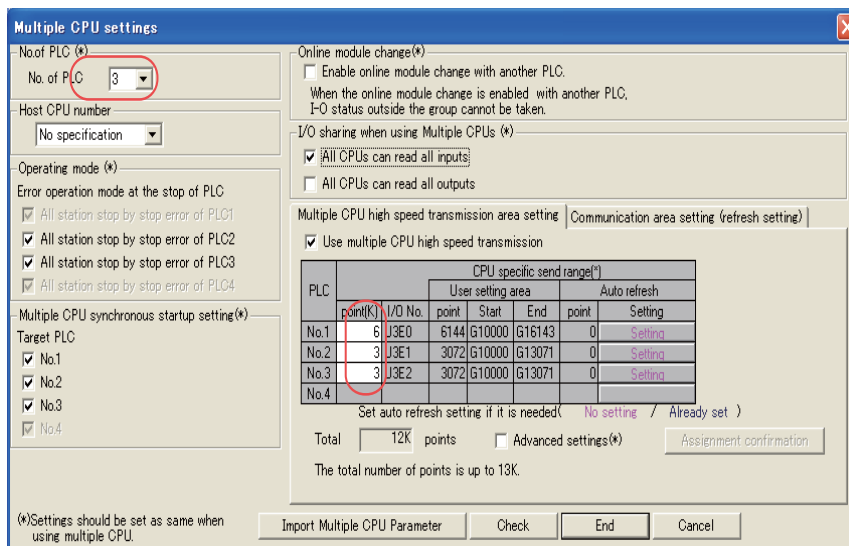 Multiple CPU settings
No.of PLC (*)
No. of PLC 3
Host CPU number
No specification
Operating mode (*)
Error operation mode at the stop of PLC
All station stop by stop error of PLC1
All station stop by stop error of PLC2
All station stop by stop error of PLC3
All station stop by stop error of PLC4
Multiple CPU synchronous startup setting(*)
Target PLC
No.1
No.2
No.3
No.4
Online module change(*)
Enable online module change with another PLC.
When the online module change is enabled with another PLC,
I-O status outside the group cannot be taken.
I/O sharing when using Multiple CPUs (*)
All CPUs can read all inputs
All CPUs can read all outputs
Multiple CPU high speed transmission area setting Communication area setting (refresh setting)
Use multiple CPU high speed transmission
CPU specific send range(*)
PLC User setting area Auto refresh
point(K) I/O No. point Start End point Setting
No.1 6 U3E0 6144 G10000 G16143 0 Setting
No.2 3 U3E1 3072 G10000 G13071 0 Setting
No.3 3 U3E2 3072 G10000 G13071 0 Setting
No.4
Set auto refresh setting if it is needed( No setting / Already set )
Total 12K points Advanced settings(*) Assignment confirmation
The total number of points is up to 13K.
(*)Settings should be set as same when
using multiple CPU.
Import Multiple CPU Parameter Check End Cancel